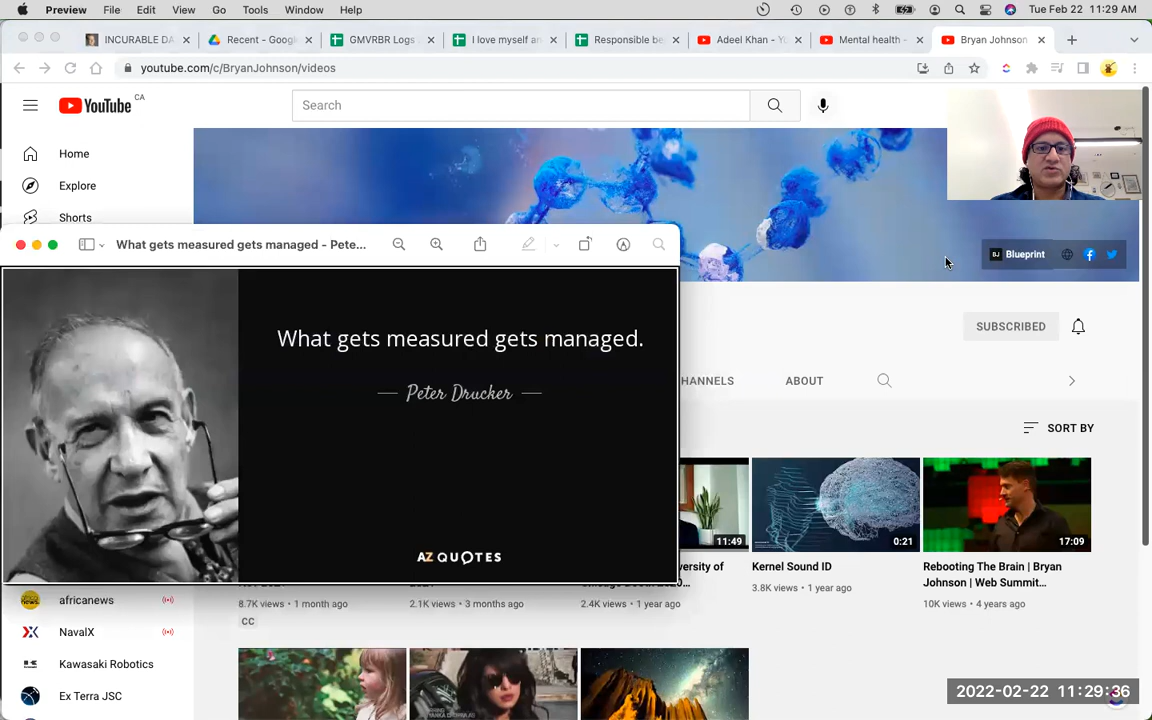 Preview File Edit View Go Tools Window Help
Tue Feb 22 11:29 AM
INCURABLE DA
Recent - Google
GMVRBR Logs
I love myself an
Responsible be
Adeel Khan - Yo
Mental health -
Bryan Johnson
youtube.com/c/BryanJohnson/videos
YouTube CA
Search
Home
Explore
Shorts
Blueprint
What gets measured gets managed - Pete...
What gets measured gets managed.
Peter Drucker
AZ QUOTES
SUBSCRIBED
HANNELS
ABOUT
SORT BY
11:49
0:21
17:09
versity of
Kernel Sound ID
Rebooting The Brain | Bryan
Johnson | Web Summit...
3.8K views • 1 year ago
10K views • 4 years ago
8.7K views • 1 month ago
2.1K views • 3 months ago
2.4K views • 1 year ago
CC
africanews
NavalX
Kawasaki Robotics
Ex Terra JSC
2022-02-22 11:29:36